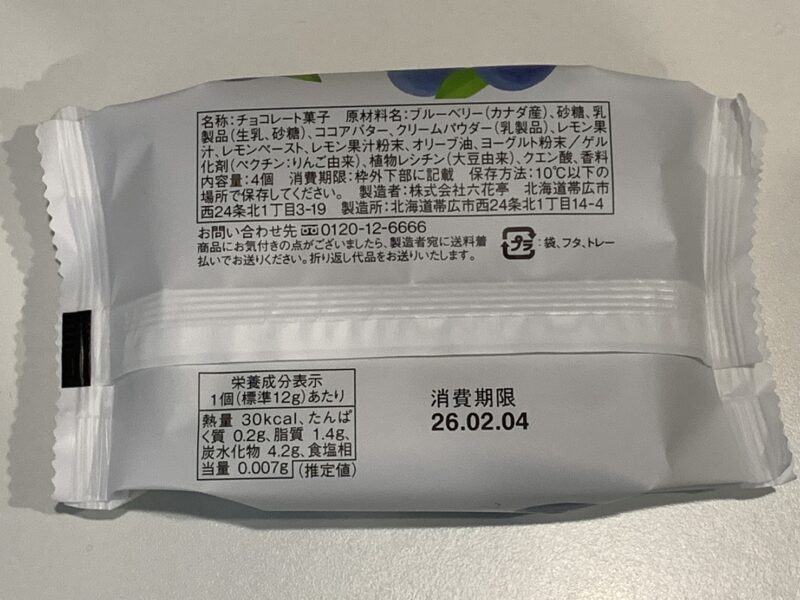 名称:チョコレート菓子　原材料名:ブルーベリー(カナダ産)、砂糖、乳
製品(生乳、砂糖)、ココアバター、クリームパウダー(乳製品)、レモン果
汁、レモンペースト、レモン果汁粉末、オリーブ油、ヨーグルト粉末／ゲル
化剤(ペクチン:りんご由来)、植物レシチン(大豆由来)、クエン酸、香料
内容量:4個　消費期限:枠外下部に記載　保存方法:10℃以下の
場所で保存してください。　製造者:株式会社六花亭　北海道帯広市
西24条北1丁目3-19　製造所:北海道帯広市西24条北1丁目14-4
お問い合わせ先 0120-12-6666
商品にお気付きの点がございましたら、製造者宛に送料着
払いでお送りください。折り返し代品をお送りいたします。
プラ:袋、フタ、トレー
栄養成分表示
1個(標準12g)あたり
熱量 30kcal、たんぱ
く質 0.2g、脂質 1.4g、
炭水化物 4.2g、食塩相
当量 0.007g (推定値)
消費期限
26.02.04